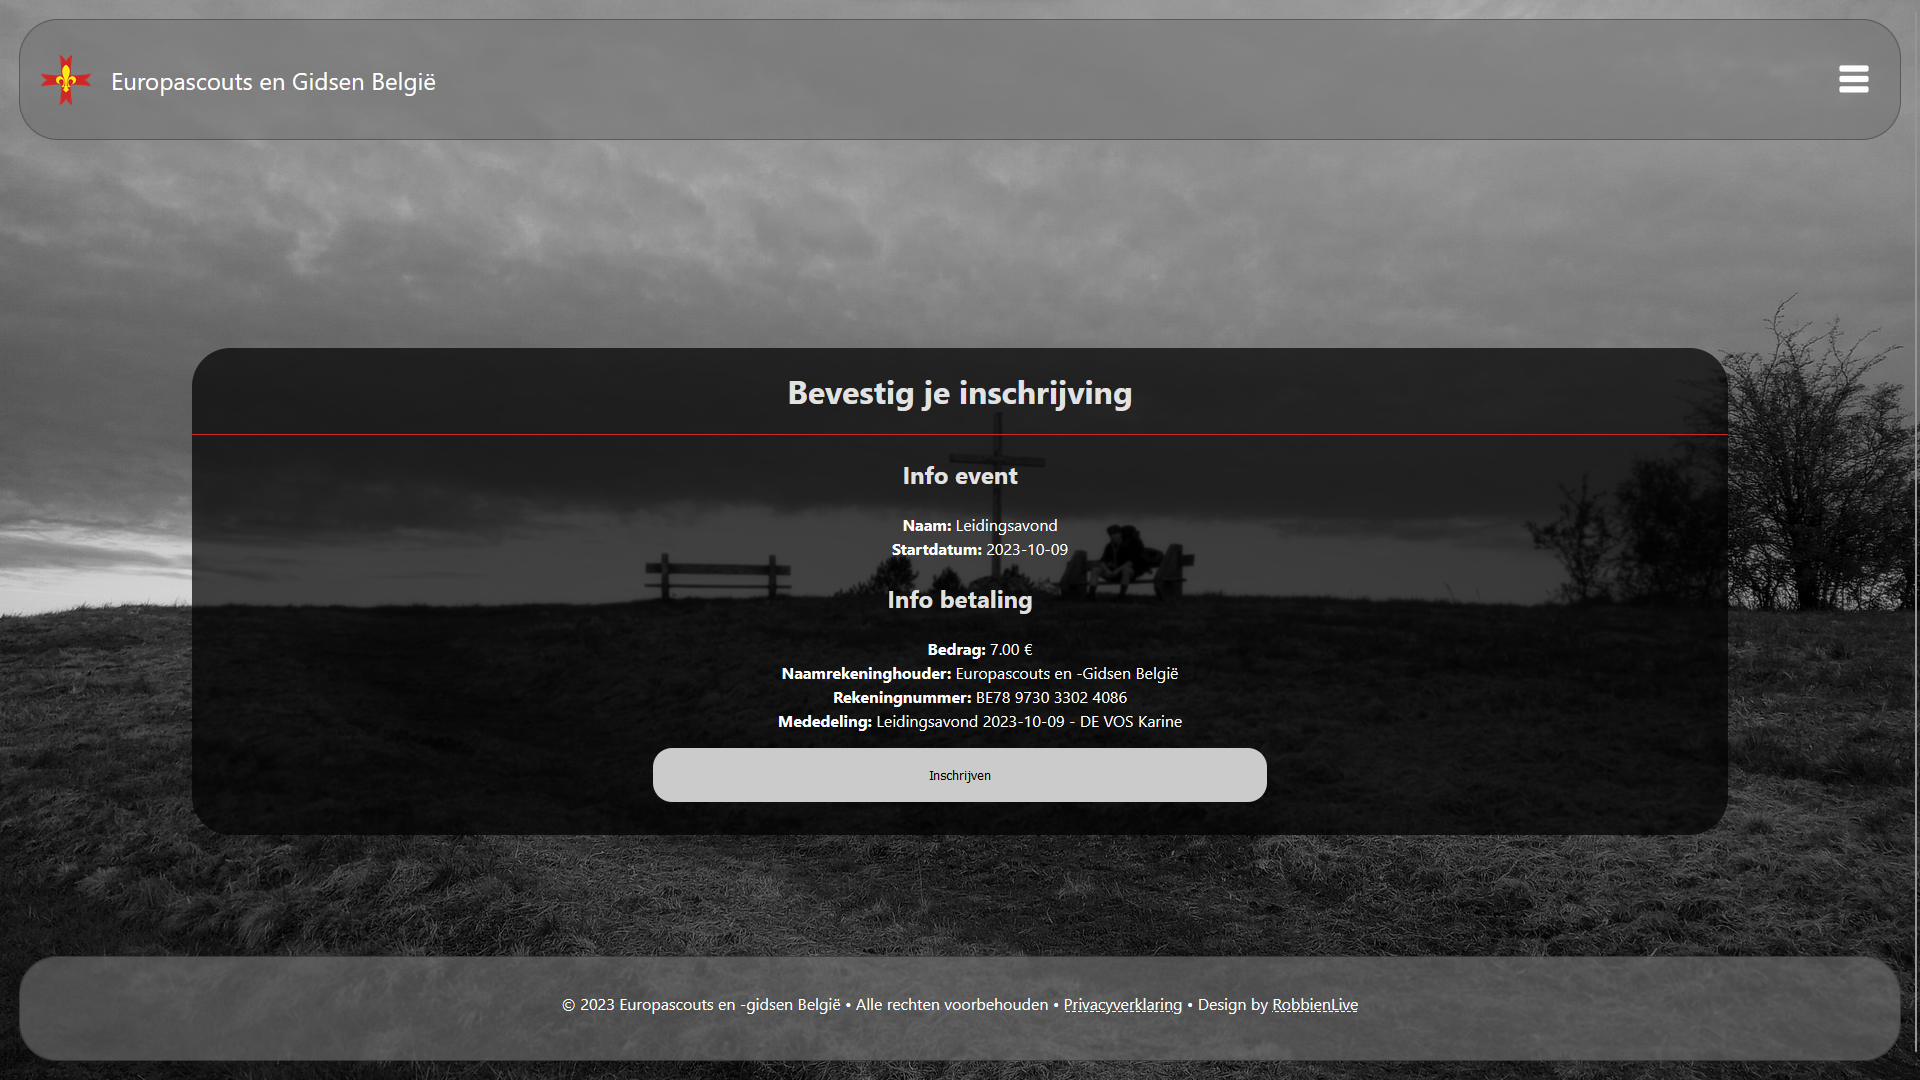 Europascouts en Gidsen België
Bevestig je inschrijving
Info event
Naam: Leidingsavond
Startdatum: 2023-10-09
Info betaling
Bedrag: 7.00 €
Naamrekeninghouder: Europascouts en -Gidsen België
Rekeningnummer: BE78 9730 3302 4086
Mededeling: Leidingsavond 2023-10-09 - DE VOS Karine
Inschrijven
© 2023 Europascouts en -gidsen België • Alle rechten voorbehouden • Privacyverklaring • Design by RobbienLive